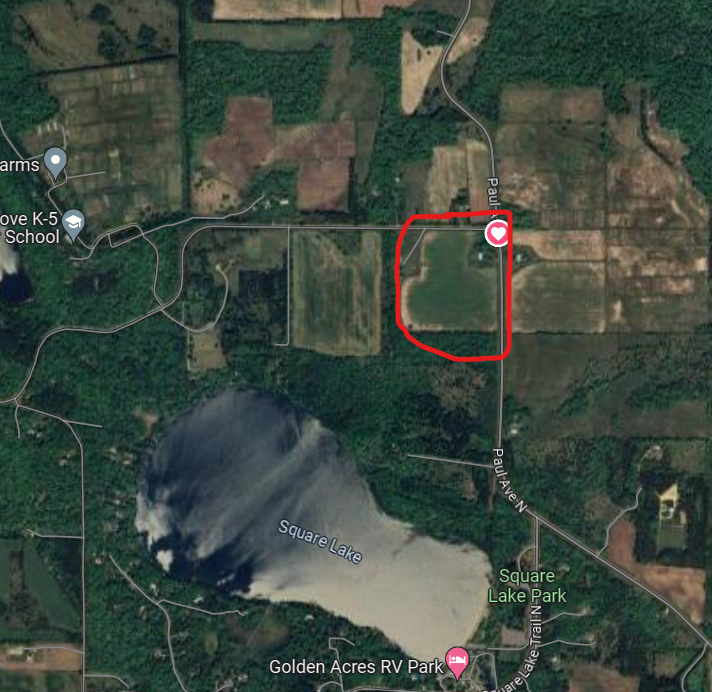 arms
ove K-5
School
Paul
Square Lake
Paul Ave N
Square
Lake Park
Golden Acres RV Park
Square Lake Trail N